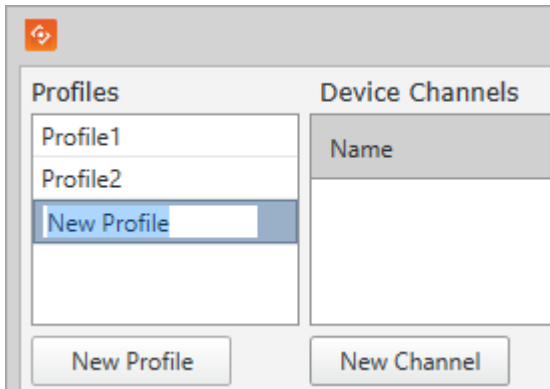 Profiles
Device Channels
Profile1
Name
Profile2
New Profile
New Profile
New Channel